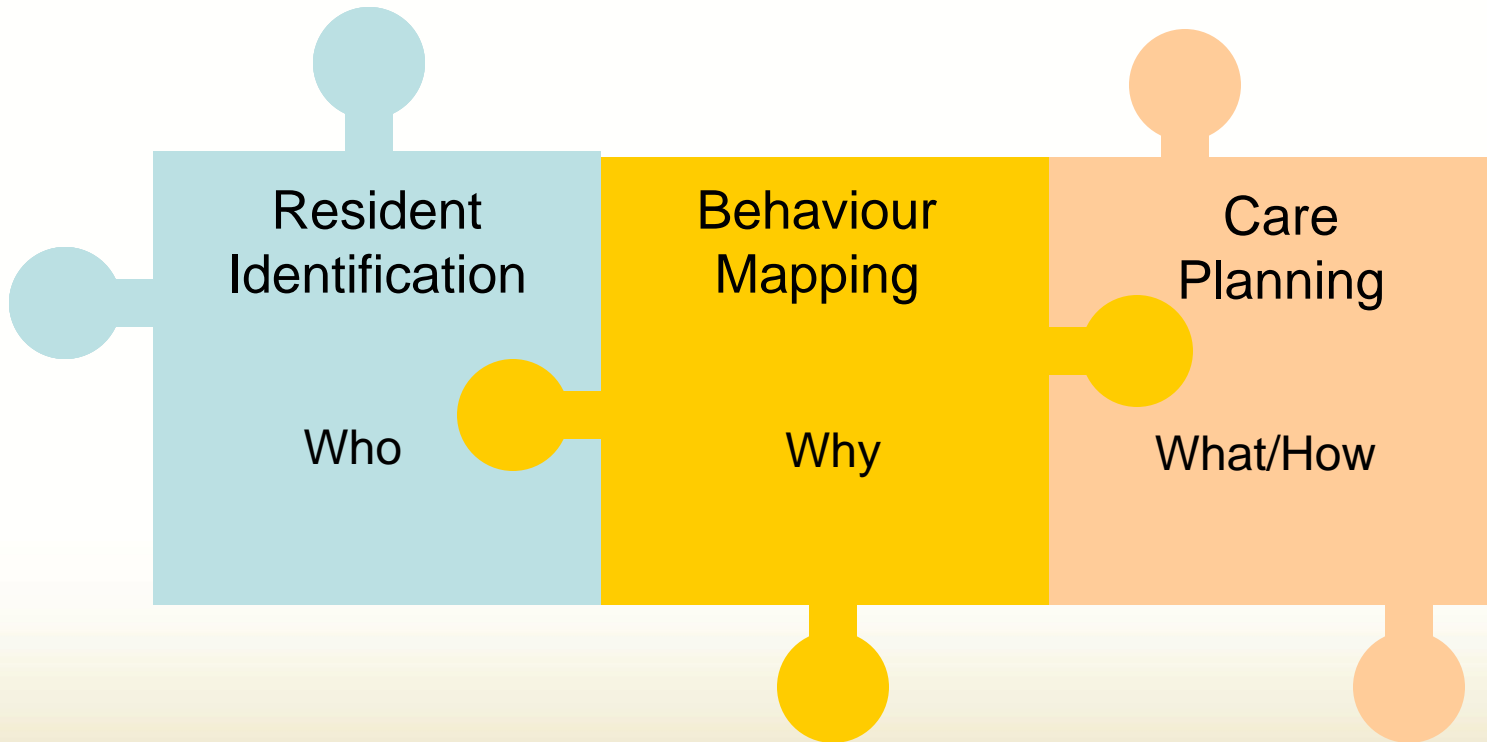 Resident
Identification
Who
Behaviour
Mapping
Why
Care
Planning
What/How